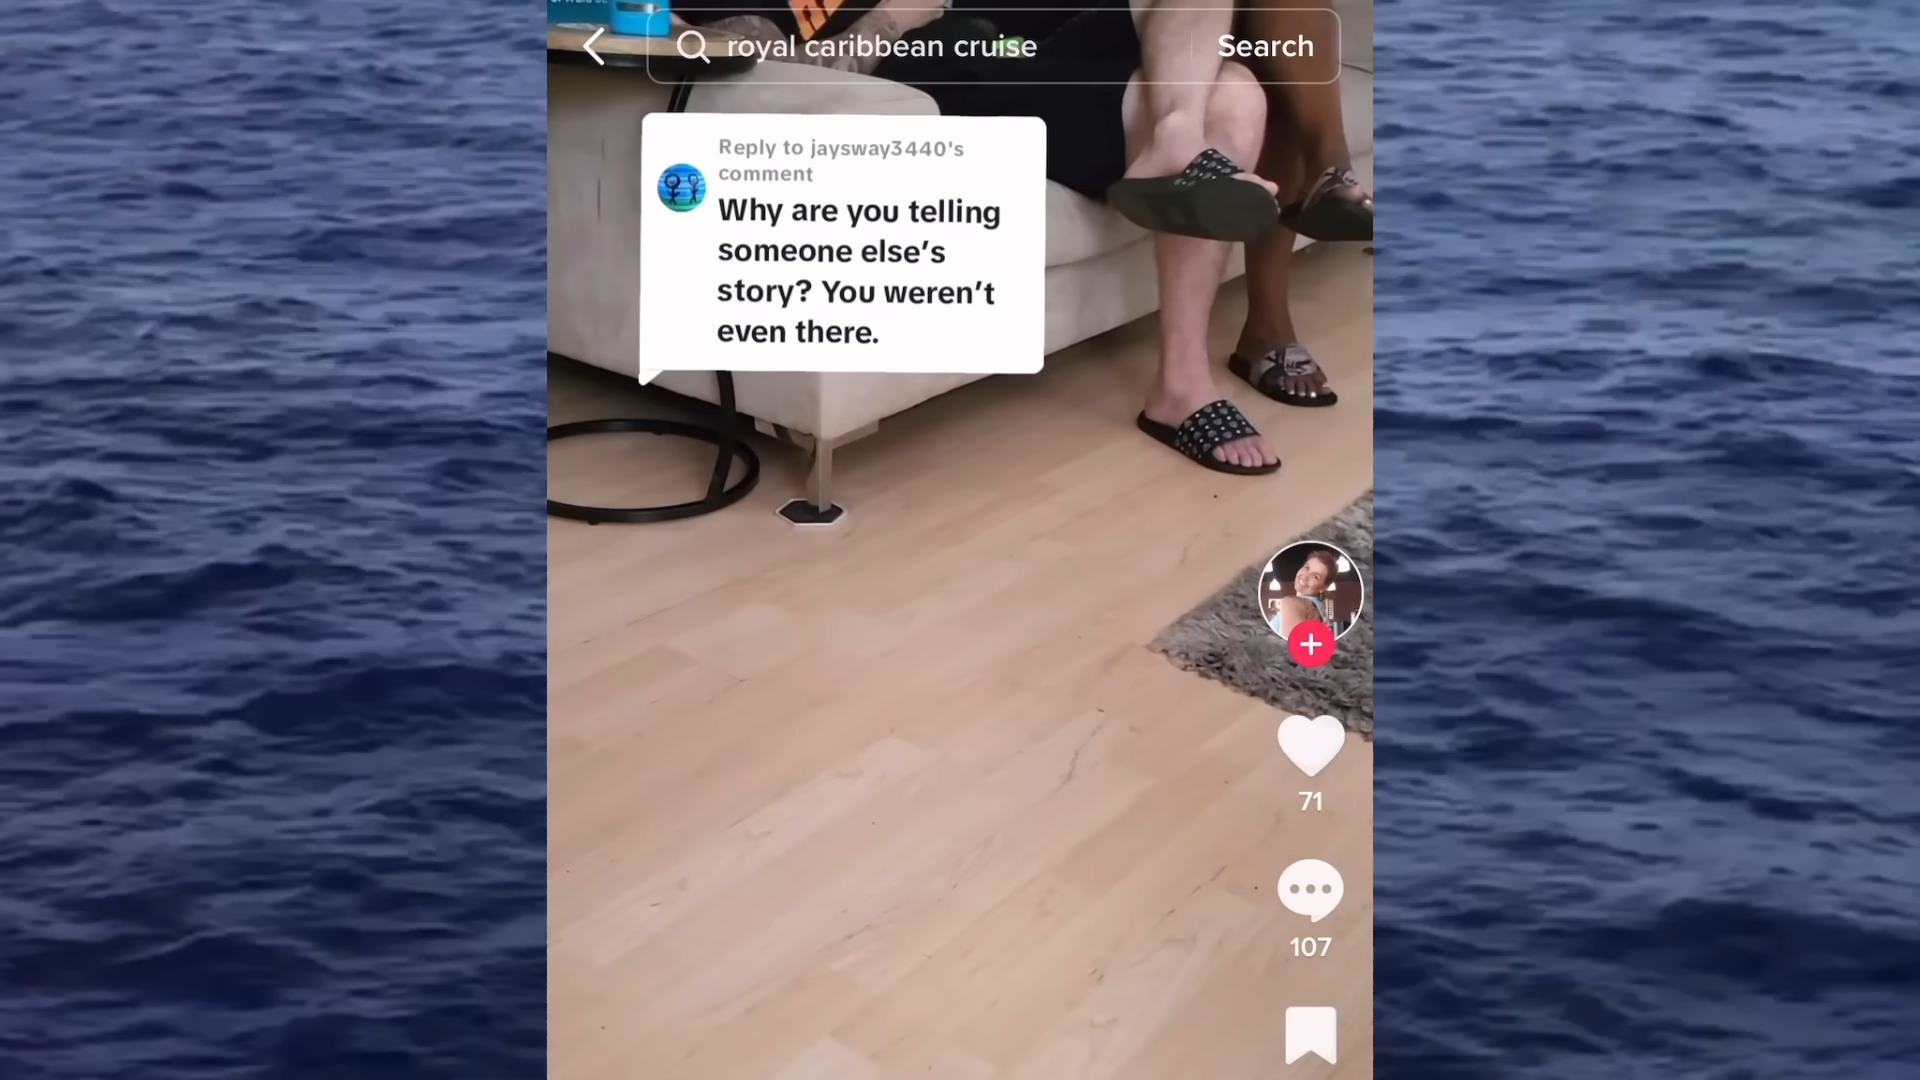 royal caribbean cruise
Search
Reply to jaysway3440's
comment
Why are you telling
someone else’s
story? You weren’t
even there.
71
107